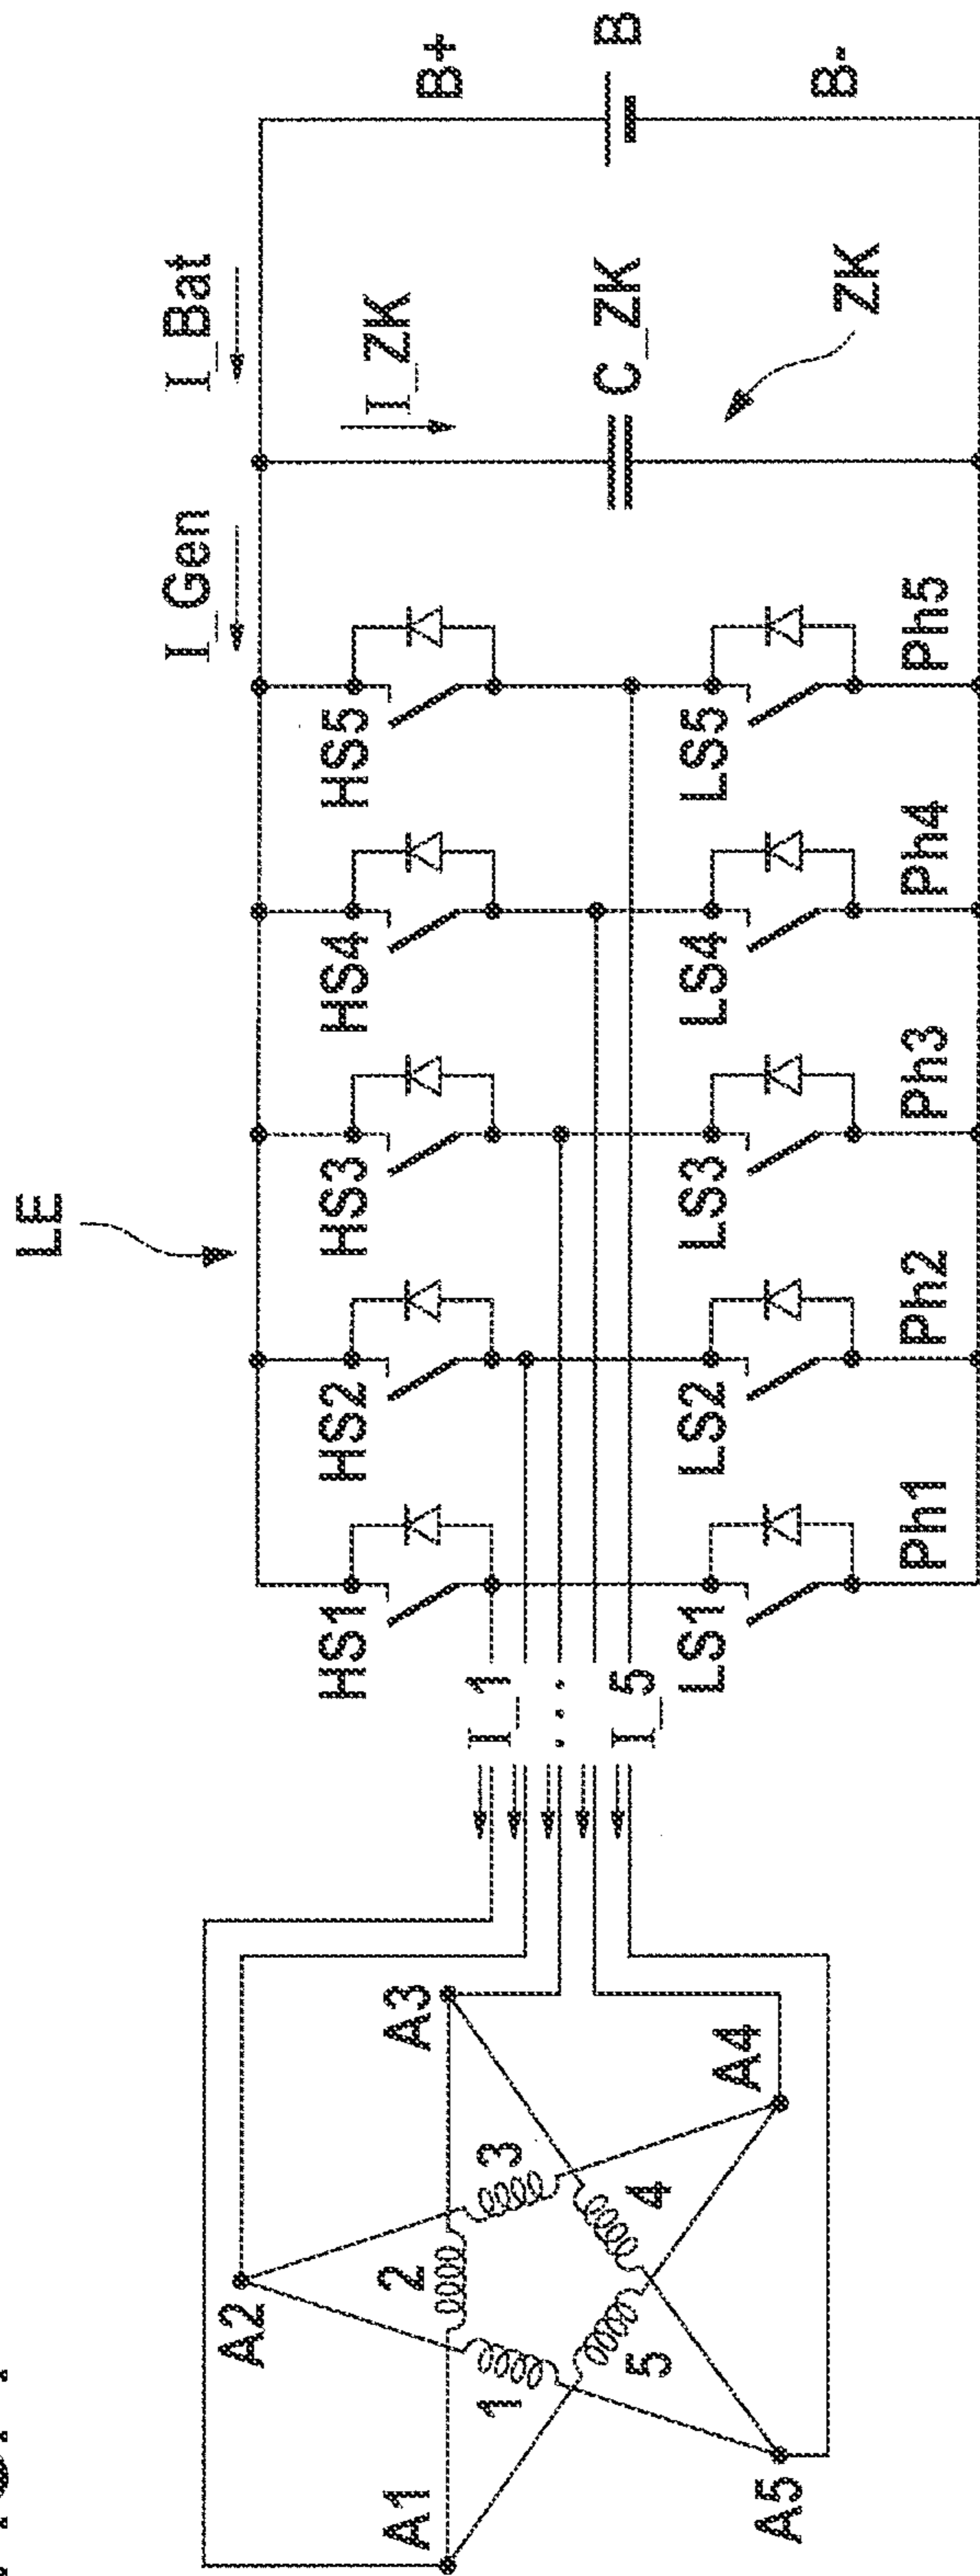 LE
I_Gen
I_Bat
HS1
HS2
HS3
HS4
HS5
I_ZK
B+
A2
A1
A3
2
3
1
I_1
...
I_5
C_ZK
B
4
5
LS1
LS2
LS3
LS4
LS5
A5
A4
ZK
B-
Ph1
Ph2
Ph3
Ph4
Ph5